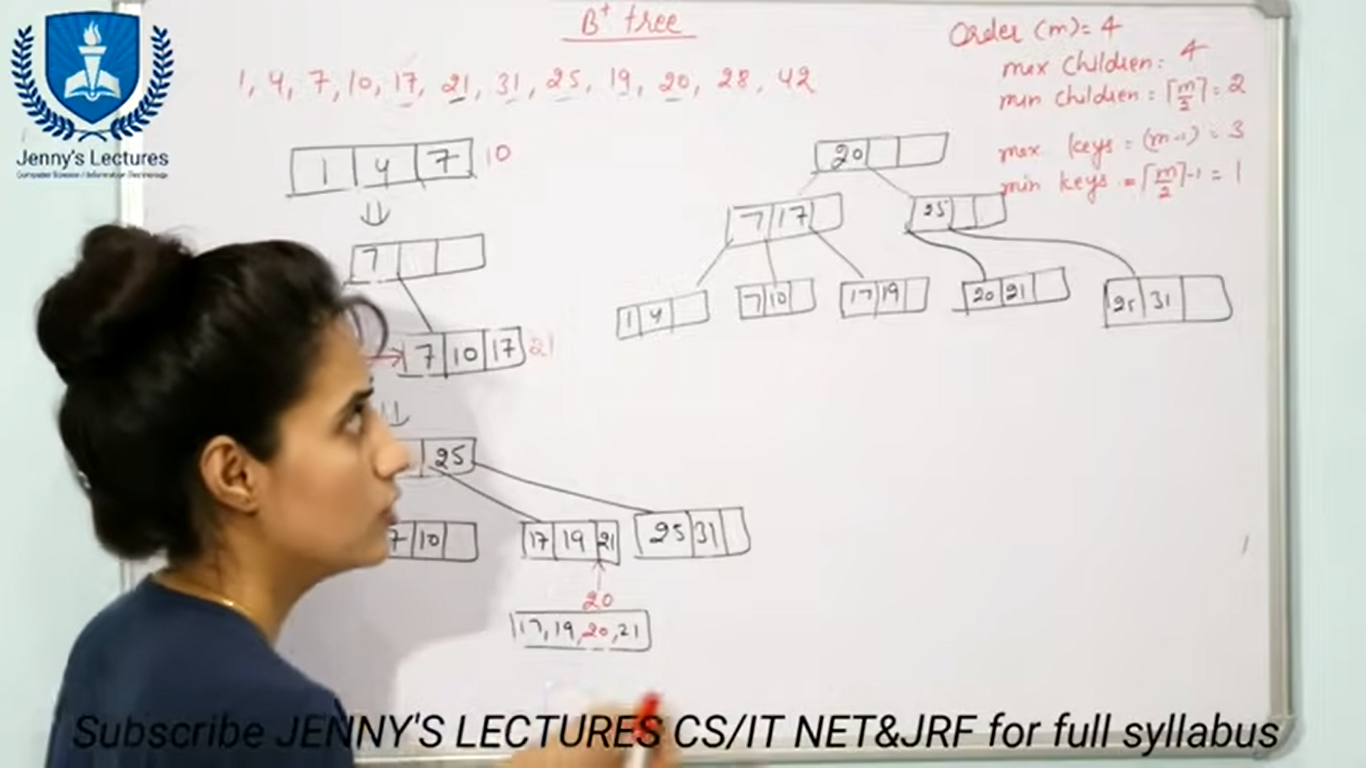 B+ tree
Order (m) = 4
max children : 4
min children : ⌈m/2⌉ = 2
max keys = (m-1) = 3
min keys = ⌈m/2⌉-1 = 1
1, 4, 7, 10, 17, 21, 31, 25, 19, 20, 28, 42
Jenny's Lectures
Computer Science / Information Technology
1 4 7 10
7
7 10 17 21
25
7 10
17 19 21
25 31
20
17, 19, 20, 21
20
7 17
25
1 4
7 10
17 19
20 21
25 31
Subscribe JENNY'S LECTURES CS/IT NET&JRF for full syllabus